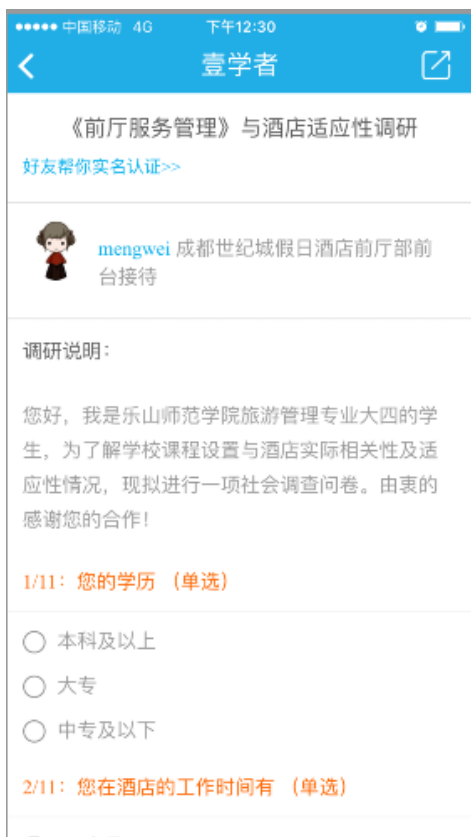 中国移动 4G 下午12:30
壹学者
《前厅服务管理》与酒店适应性调研
好友帮你实名认证>>
mengwei 成都世纪城假日酒店前厅部前
台接待
调研说明：
您好，我是乐山师范学院旅游管理专业大四的学
生，为了解学校课程设置与酒店实际相关性及适
应性情况，现拟进行一项社会调查问卷。由衷的
感谢您的合作！
1/11：您的学历 （单选）
本科及以上
大专
中专及以下
2/11：您在酒店的工作时间有 （单选）